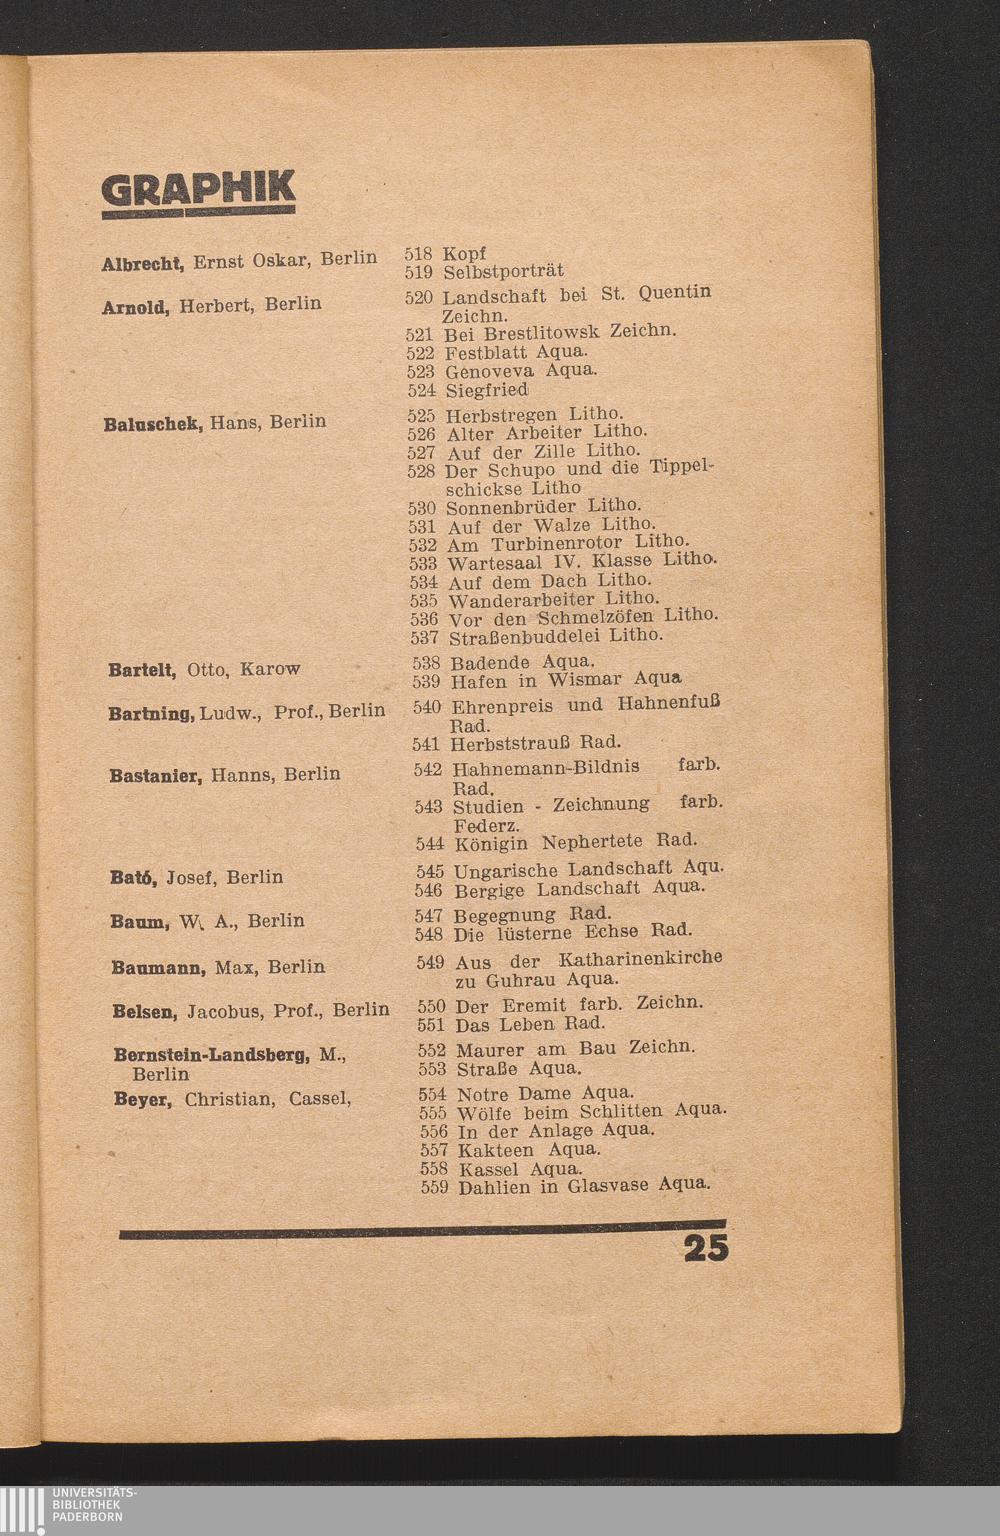 GRAPHIK
Albrecht, Ernst Oskar, Berlin
518 Kopf
519 Selbstporträt
Arnold, Herbert, Berlin
520 Landschaft bei St. Quentin
Zeichn.
521 Bei Brestlitowsk Zeichn.
522 Festblatt Aqua.
523 Genoveva Aqua.
524 Siegfried
Baluschek, Hans, Berlin
525 Herbstregen Litho.
526 Alter Arbeiter Litho.
527 Auf der Zille Litho.
528 Der Schupo und die Tippel-
schickse Litho
530 Sonnenbrüder Litho.
531 Auf der Walze Litho.
532 Am Turbinenrotor Litho.
533 Wartesaal IV. Klasse Litho.
534 Auf dem Dach Litho.
535 Wanderarbeiter Litho.
536 Vor den Schmelzöfen Litho.
537 Straßenbuddelei Litho.
Bartelt, Otto, Karow
538 Badende Aqua.
539 Hafen in Wismar Aqua
Bartning, Ludw., Prof., Berlin
540 Ehrenpreis und Hahnenfuß
Rad.
541 Herbststrauß Rad.
Bastanier, Hanns, Berlin
542 Hahnemann-Bildnis farb.
Rad.
543 Studien - Zeichnung farb.
Federz.
544 Königin Nephertete Rad.
Bató, Josef, Berlin
545 Ungarische Landschaft Aqu.
546 Bergige Landschaft Aqua.
Baum, W. A., Berlin
547 Begegnung Rad.
548 Die lüsterne Echse Rad.
Baumann, Max, Berlin
549 Aus der Katharinenkirche
zu Guhrau Aqua.
Belsen, Jacobus, Prof., Berlin
550 Der Eremit farb. Zeichn.
551 Das Leben Rad.
Bernstein-Landsberg, M.,
Berlin
552 Maurer am Bau Zeichn.
553 Straße Aqua.
Beyer, Christian, Cassel,
554 Notre Dame Aqua.
555 Wölfe beim Schlitten Aqua.
556 In der Anlage Aqua.
557 Kakteen Aqua.
558 Kassel Aqua.
559 Dahlien in Glasvase Aqua.
25
UNIVERSITÄTS-
BIBLIOTHEK
PADERBORN